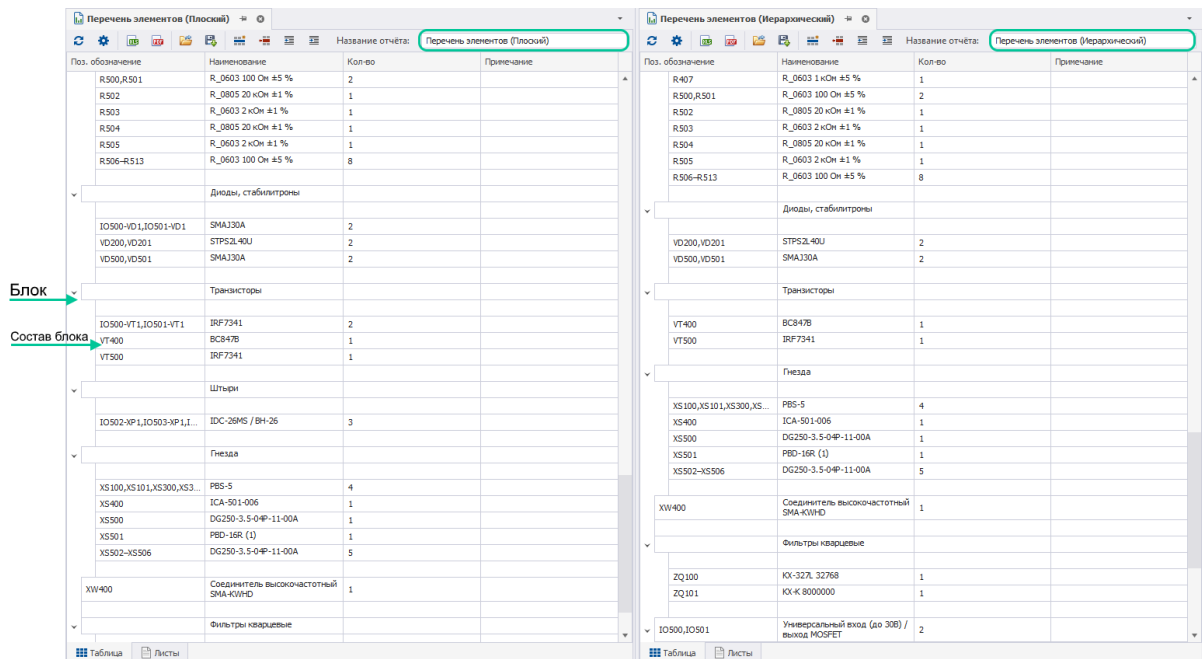 Перечень элементов (Плоский)
Название отчёта: Перечень элементов (Плоский)
Поз. обозначение Наименование Кол-во Примечание
R500,R501 R_0603 100 Ом ±5 % 2
R502 R_0805 20 кОм ±1 % 1
R503 R_0603 2 кОм ±1 % 1
R504 R_0805 20 кОм ±1 % 1
R505 R_0603 2 кОм ±1 % 1
R506–R513 R_0603 100 Ом ±5 % 8
Диоды, стабилитроны
IO500-VD1,IO501-VD1 SMAJ30A 2
VD200,VD201 STPS2L40U 2
VD500,VD501 SMAJ30A 2
Блок
Транзисторы
IO500-VT1,IO501-VT1 IRF7341 2
Состав блока
VT400 BC847B 1
VT500 IRF7341 1
Штыри
IO502-XP1,IO503-XP1,I... IDC-26MS / BH-26 3
Гнезда
XS100,XS101,XS300,XS3... PBS-5 4
XS400 ICA-501-006 1
XS500 DG250-3.5-04P-11-00A 1
XS501 PBD-16R (1) 1
XS502–XS506 DG250-3.5-04P-11-00A 5
XW400 Соединитель высокочастотный 1
SMA-KWHD
Фильтры кварцевые
Таблица Листы
Перечень элементов (Иерархический)
Название отчёта: Перечень элементов (Иерархический)
Поз. обозначение Наименование Кол-во Примечание
R407 R_0603 1 кОм ±5 % 1
R500,R501 R_0603 100 Ом ±5 % 2
R502 R_0805 20 кОм ±1 % 1
R503 R_0603 2 кОм ±1 % 1
R504 R_0805 20 кОм ±1 % 1
R505 R_0603 2 кОм ±1 % 1
R506–R513 R_0603 100 Ом ±5 % 8
Диоды, стабилитроны
VD200,VD201 STPS2L40U 2
VD500,VD501 SMAJ30A 2
Транзисторы
VT400 BC847B 1
VT500 IRF7341 1
Гнезда
XS100,XS101,XS300,XS... PBS-5 4
XS400 ICA-501-006 1
XS500 DG250-3.5-04P-11-00A 1
XS501 PBD-16R (1) 1
XS502–XS506 DG250-3.5-04P-11-00A 5
XW400 Соединитель высокочастотный 1
SMA-KWHD
Фильтры кварцевые
ZQ100 KX-327L 32768 1
ZQ101 KX-K 8000000 1
IO500,IO501 Универсальный вход (до 30В) / 2
выход MOSFET
Таблица Листы